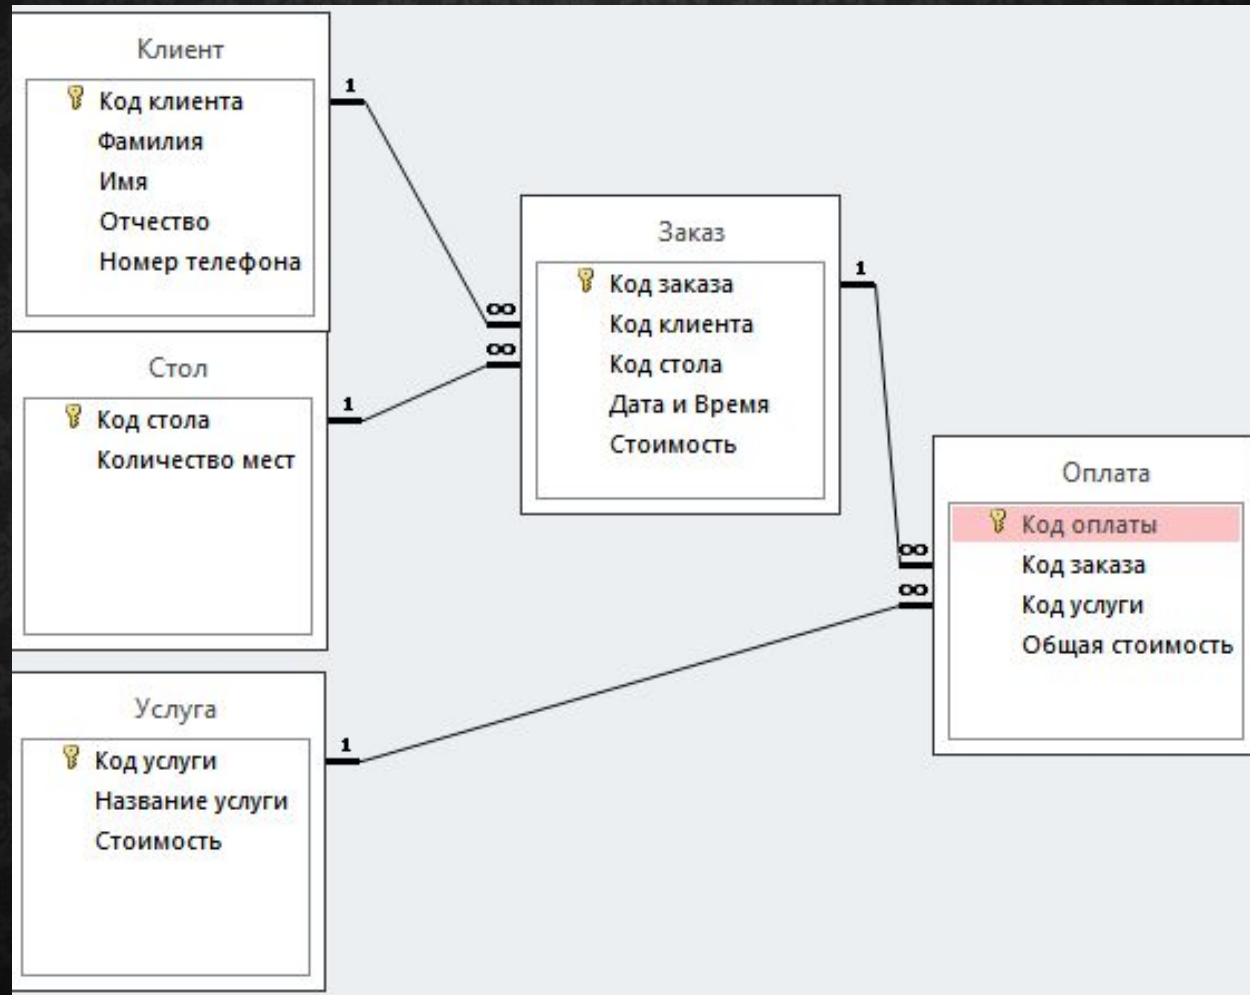 Клиент
Код клиента
Фамилия
Имя
Отчество
Номер телефона
1
∞
Стол
Код стола
Количество мест
1
∞
Услуга
Код услуги
Название услуги
Стоимость
1
∞
Заказ
Код заказа
Код клиента
Код стола
Дата и Время
Стоимость
1
∞
Оплата
Код оплаты
Код заказа
Код услуги
Общая стоимость